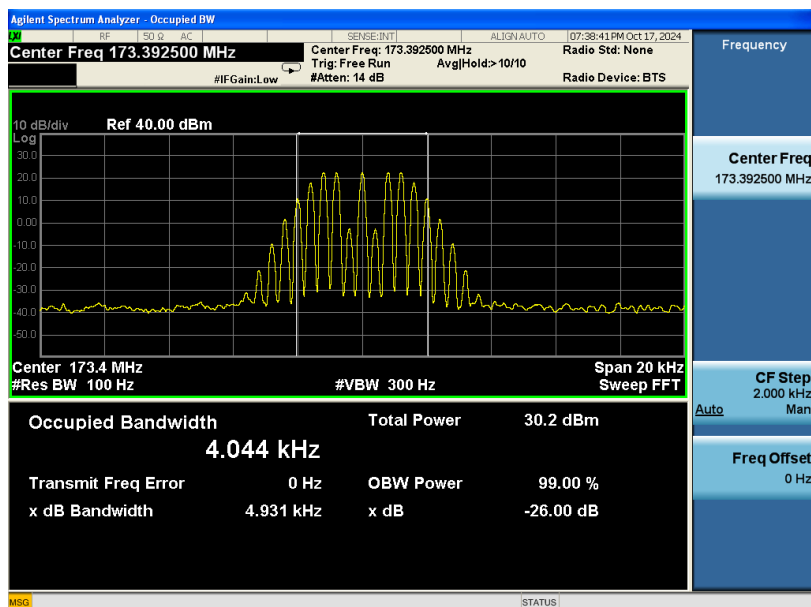 Agilent Spectrum Analyzer - Occupied BW
LXI RF 50 Ω AC SENSE:INT ALIGN AUTO 07:38:41 PM Oct 17, 2024
Center Freq 173.392500 MHz
Center Freq: 173.392500 MHz Radio Std: None
Trig: Free Run Avg|Hold:> 10/10
#IFGain:Low #Atten: 14 dB Radio Device: BTS
10 dB/div Ref 40.00 dBm
Log
30.0
20.0
10.0
0.00
-10.0
-20.0
-30.0
-40.0
-50.0
Center 173.4 MHz Span 20 kHz
#Res BW 100 Hz #VBW 300 Hz Sweep FFT
Occupied Bandwidth Total Power 30.2 dBm
4.044 kHz
Transmit Freq Error 0 Hz OBW Power 99.00 %
x dB Bandwidth 4.931 kHz x dB -26.00 dB
MSG STATUS
Frequency
Center Freq
173.392500 MHz
CF Step
2.000 kHz
Auto Man
Freq Offset
0 Hz